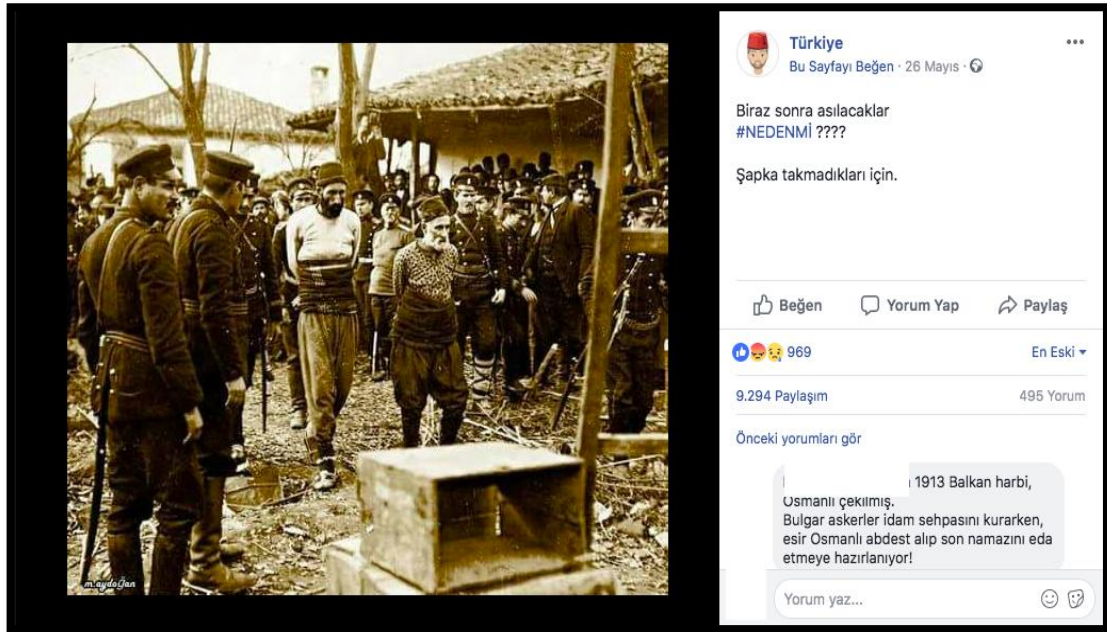 Türkiye
Bu Sayfayı Beğen · 26 Mayıs ·
Biraz sonra asılacaklar
#NEDENMİ ????
Şapka takmadıkları için.
Beğen Yorum Yap Paylaş
969 En Eski
9.294 Paylaşım 495 Yorum
Önceki yorumları gör
1913 Balkan harbi,
Osmanlı çekilmiş.
Bulgar askerler idam sehpasını kurarken,
esir Osmanlı abdest alıp son namazını eda
etmeye hazırlanıyor!
Yorum yaz...
m.aydoğan